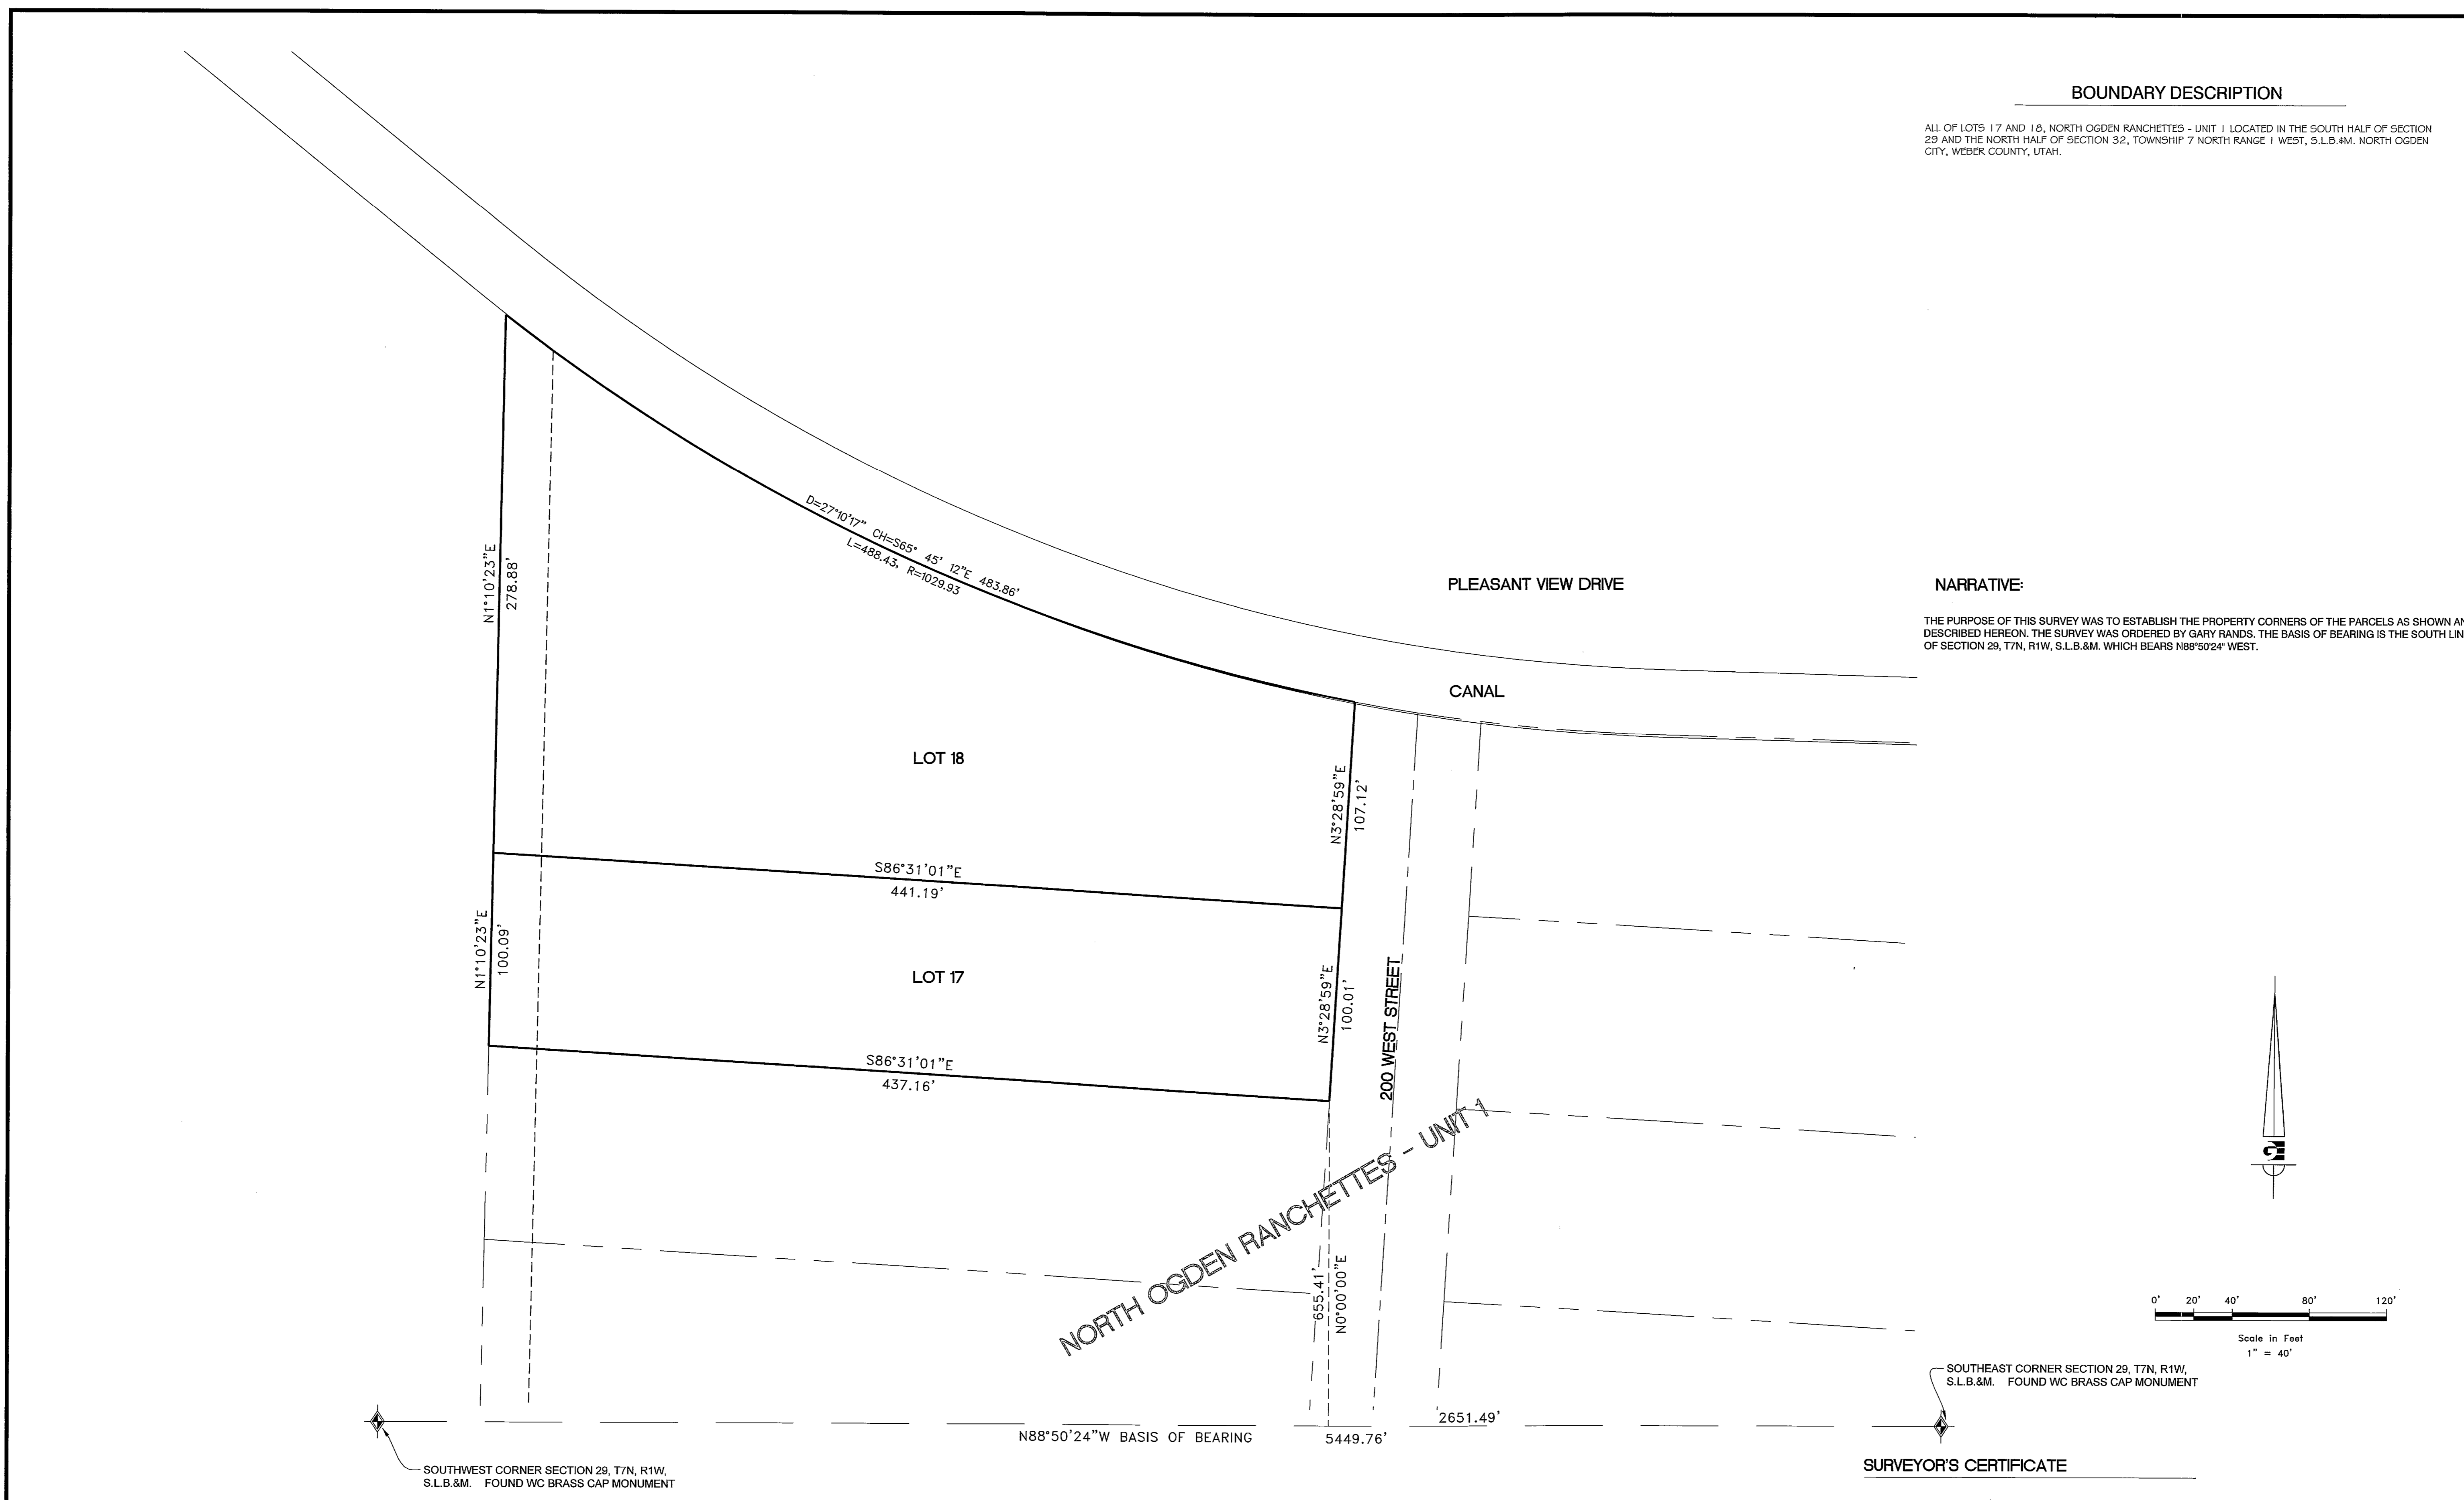 BOUNDARY DESCRIPTION
ALL OF LOTS 17 AND 18, NORTH OGDEN RANCHETTES - UNIT 1 LOCATED IN THE SOUTH HALF OF SECTION
29 AND THE NORTH HALF OF SECTION 32, TOWNSHIP 7 NORTH RANGE 1 WEST, S.L.B.&M. NORTH OGDEN
CITY, WEBER COUNTY, UTAH.
D=27°10'17" CH=S65° 45' 12"E 483.86'
L=488.43, R=1029.93
N1°10'23"E
278.88'
PLEASANT VIEW DRIVE
NARRATIVE:
THE PURPOSE OF THIS SURVEY WAS TO ESTABLISH THE PROPERTY CORNERS OF THE PARCELS AS SHOWN AN
DESCRIBED HEREON. THE SURVEY WAS ORDERED BY GARY RANDS. THE BASIS OF BEARING IS THE SOUTH LIN
OF SECTION 29, T7N, R1W, S.L.B.&M. WHICH BEARS N88°50'24" WEST.
CANAL
LOT 18
N3°28'59"E
107.12'
S86°31'01"E
441.19'
N1°10'23"E
100.09'
LOT 17
N3°28'59"E
100.01'
200 WEST STREET
S86°31'01"E
437.16'
NORTH OGDEN RANCHETTES - UNIT 1
655.41'
N0°00'00"E
0' 20' 40' 80' 120'
Scale in Feet
1" = 40'
SOUTHEAST CORNER SECTION 29, T7N, R1W,
S.L.B.&M. FOUND WC BRASS CAP MONUMENT
2651.49'
N88°50'24"W BASIS OF BEARING
5449.76'
SOUTHWEST CORNER SECTION 29, T7N, R1W,
S.L.B.&M. FOUND WC BRASS CAP MONUMENT
SURVEYOR'S CERTIFICATE